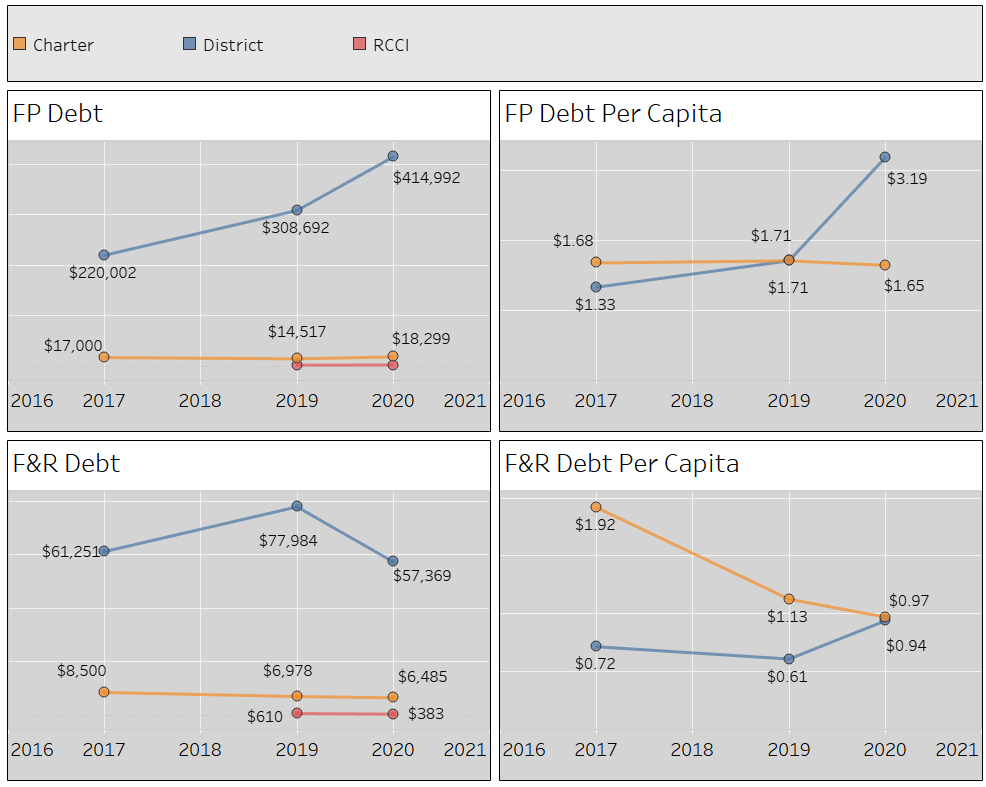 Charter District RCCI
FP Debt
$414,992
$308,692
$220,002
$14,517
$18,299
$17,000
2016 2017 2018 2019 2020 2021
FP Debt Per Capita
$3.19
$1.68
$1.71
$1.71
$1.65
$1.33
2016 2017 2018 2019 2020 2021
F&R Debt
$77,984
$61,251
$57,369
$8,500
$6,978
$6,485
$610
$383
2016 2017 2018 2019 2020 2021
F&R Debt Per Capita
$1.92
$0.97
$1.13
$0.94
$0.72
$0.61
2016 2017 2018 2019 2020 2021